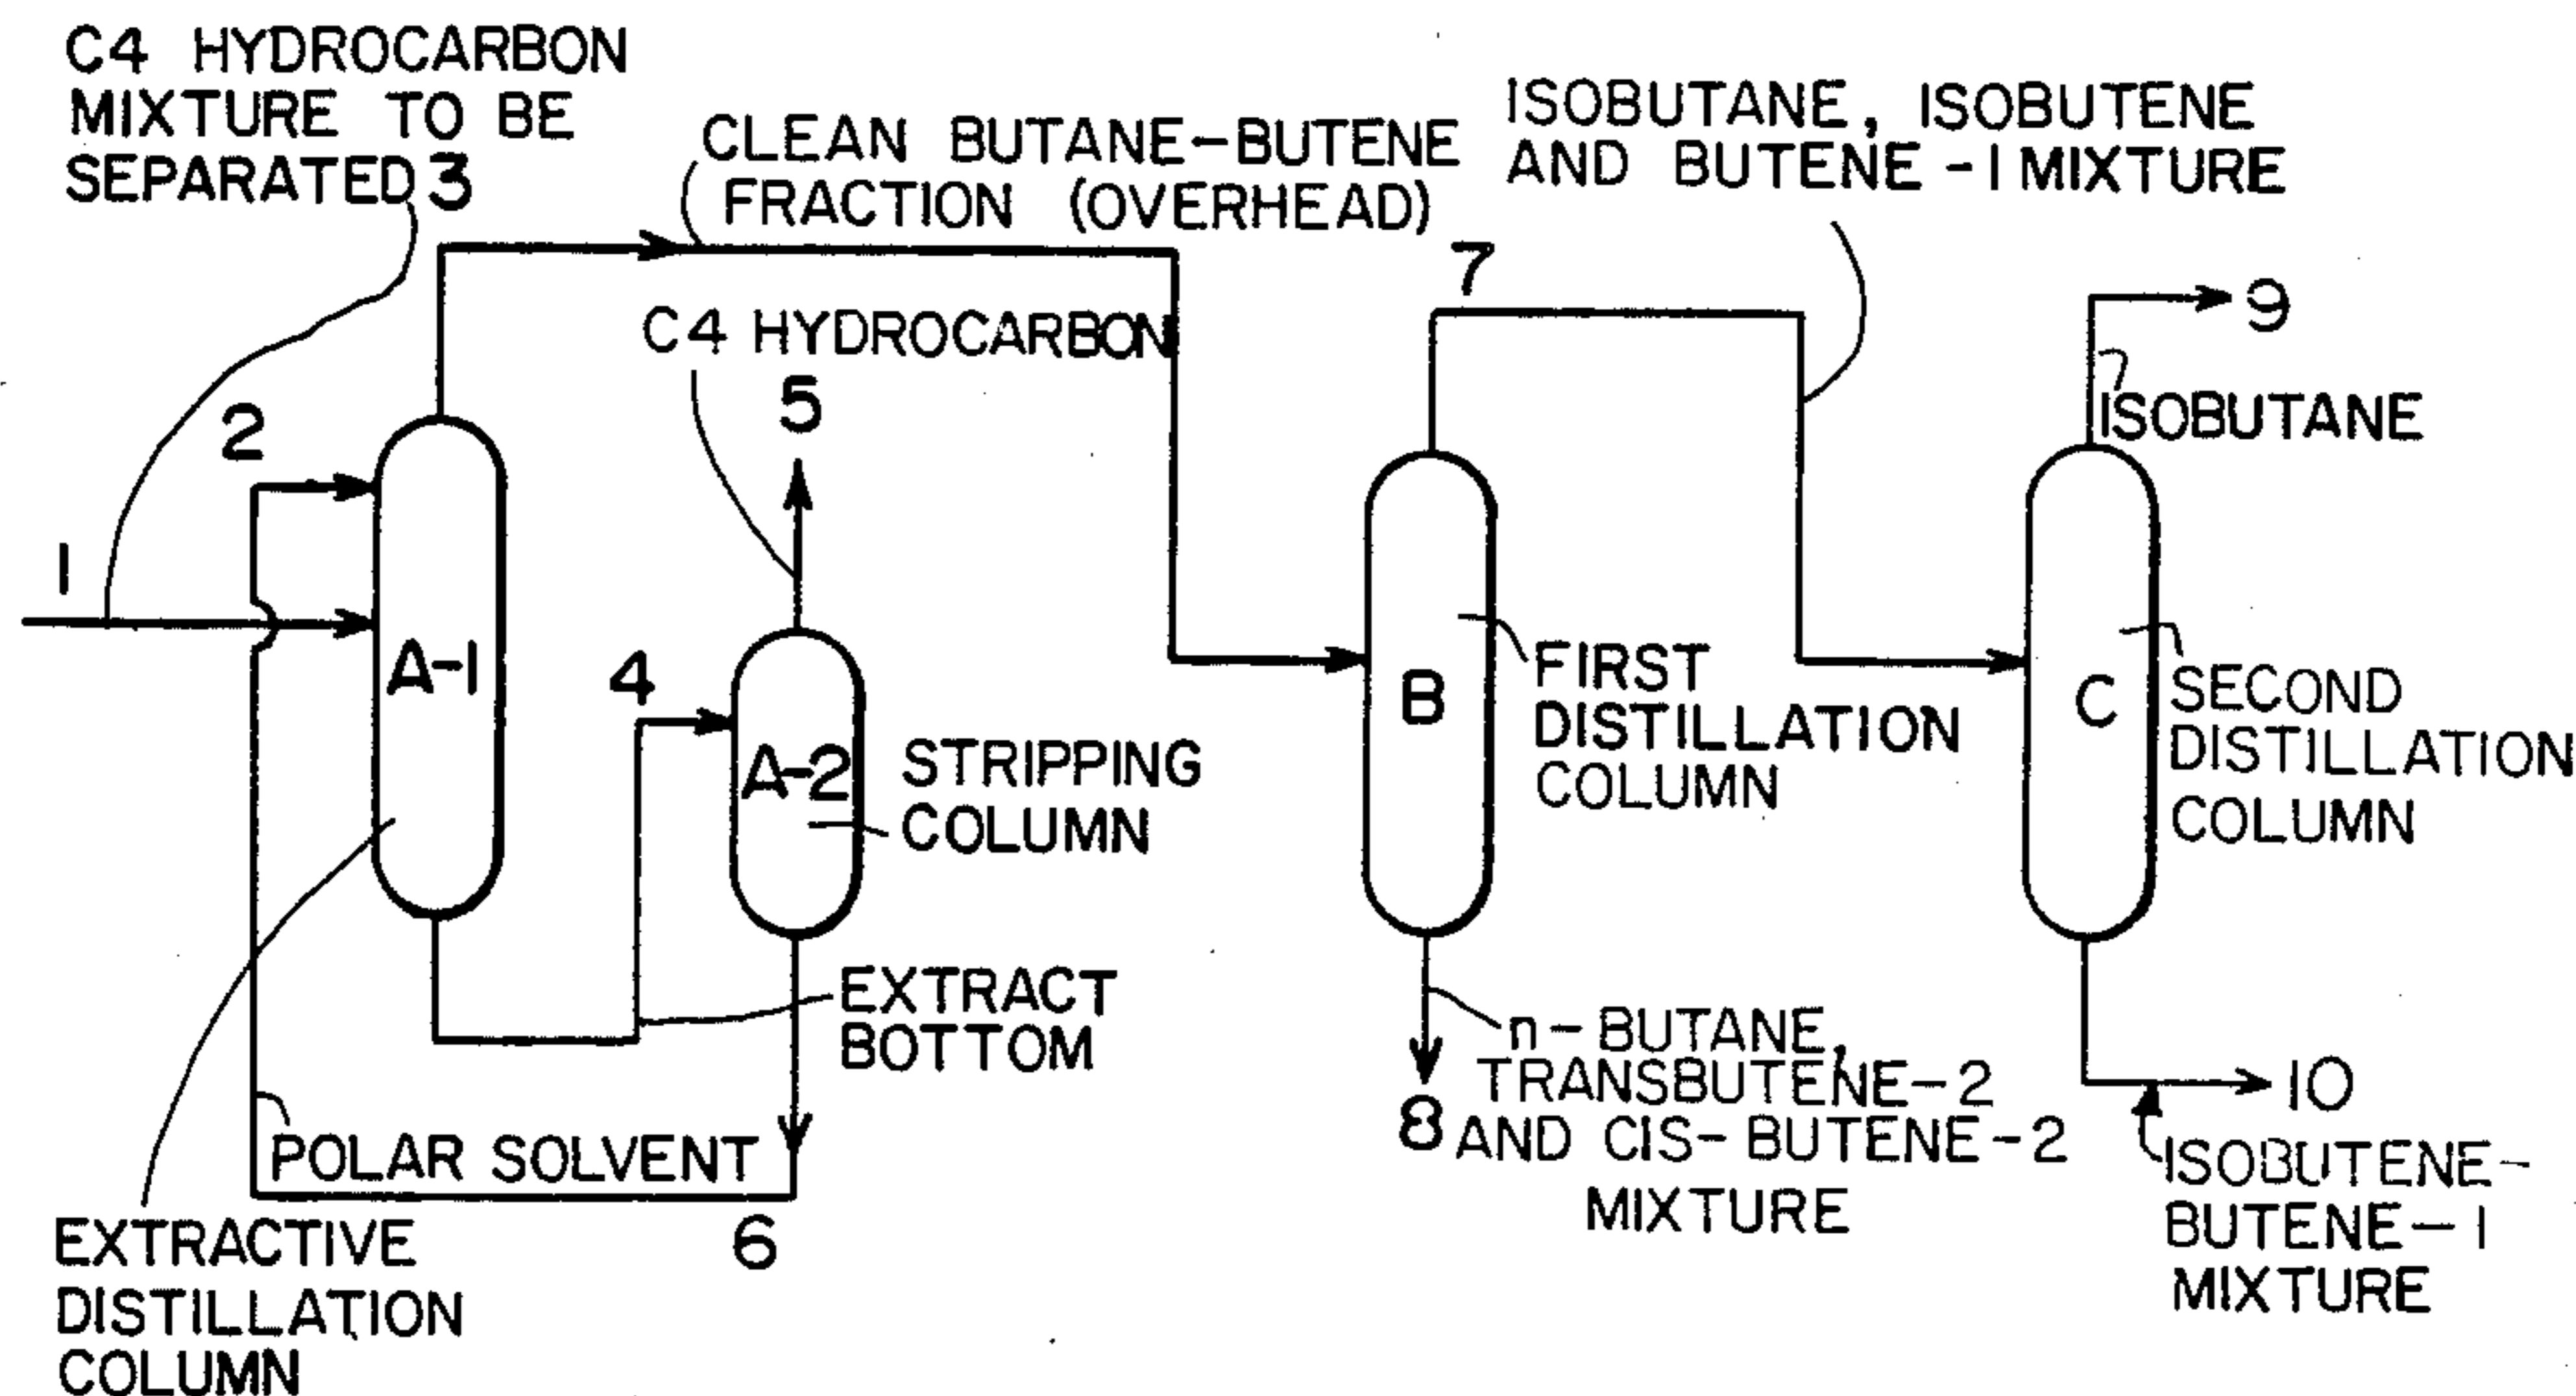 C4 HYDROCARBON
MIXTURE TO BE
SEPARATED 3
CLEAN BUTANE-BUTENE
FRACTION (OVERHEAD)
ISOBUTANE, ISOBUTENE
AND BUTENE-1 MIXTURE
7
9
C4 HYDROCARBON
5
2
ISOBUTANE
1
A-1
4
A-2
STRIPPING
COLUMN
B
FIRST
DISTILLATION
COLUMN
C
SECOND
DISTILLATION
COLUMN
EXTRACT
BOTTOM
n-BUTANE,
TRANSBUTENE-2
8 AND CIS-BUTENE-2
MIXTURE
10
ISOBUTENE-
BUTENE-1
MIXTURE
POLAR SOLVENT
6
EXTRACTIVE
DISTILLATION
COLUMN